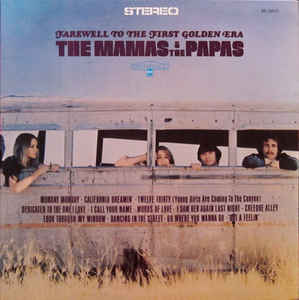 STEREO
FAREWELL TO THE FIRST GOLDEN ERA
THE MAMAS & THE PAPAS
MONDAY MONDAY · CALIFORNIA DREAMIN' · TWELVE THIRTY (Young Girls Are Coming To The Canyon)
DEDICATED TO THE ONE I LOVE · I CALL YOUR NAME · WORDS OF LOVE · I SAW HER AGAIN LAST NIGHT · CREEQUE ALLEY
LOOK THROUGH MY WINDOW · DANCING IN THE STREET · GO WHERE YOU WANNA GO · GOT A FEELIN'